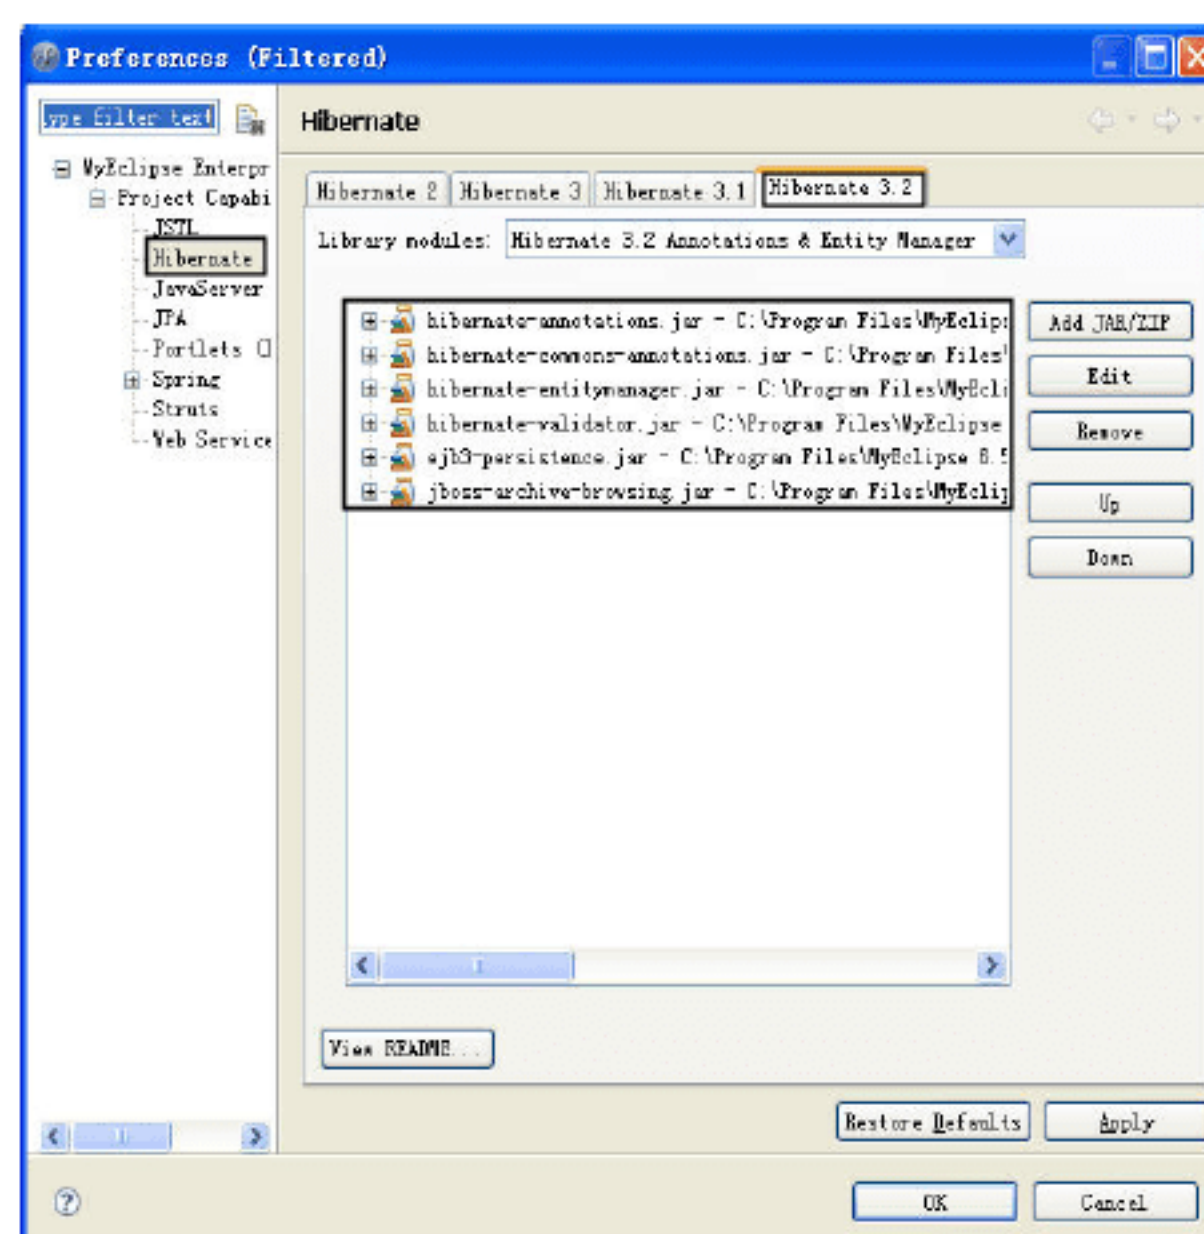 Preferences (Filtered)
type filter text
Hibernate
MyEclipse Enterpr
Project Capabi
JSTL
Hibernate
JavaServer
JPA
Portlets C
Spring
Struts
Web Service
Hibernate 2 Hibernate 3 Hibernate 3.1 Hibernate 3.2
Library modules: Hibernate 3.2 Annotations & Entity Manager
hibernate-annotations.jar - C:\Program Files\MyEclips
hibernate-commons-annotations.jar - C:\Program Files\
hibernate-entitymanager.jar - C:\Program Files\MyEcli
hibernate-validator.jar - C:\Program Files\MyEclipse
ejb3-persistence.jar - C:\Program Files\MyEclipse 6.5
jboss-archive-browsing.jar - C:\Program Files\MyEclip
Add JAR/ZIP
Edit
Remove
Up
Down
View README...
Restore Defaults Apply
OK Cancel